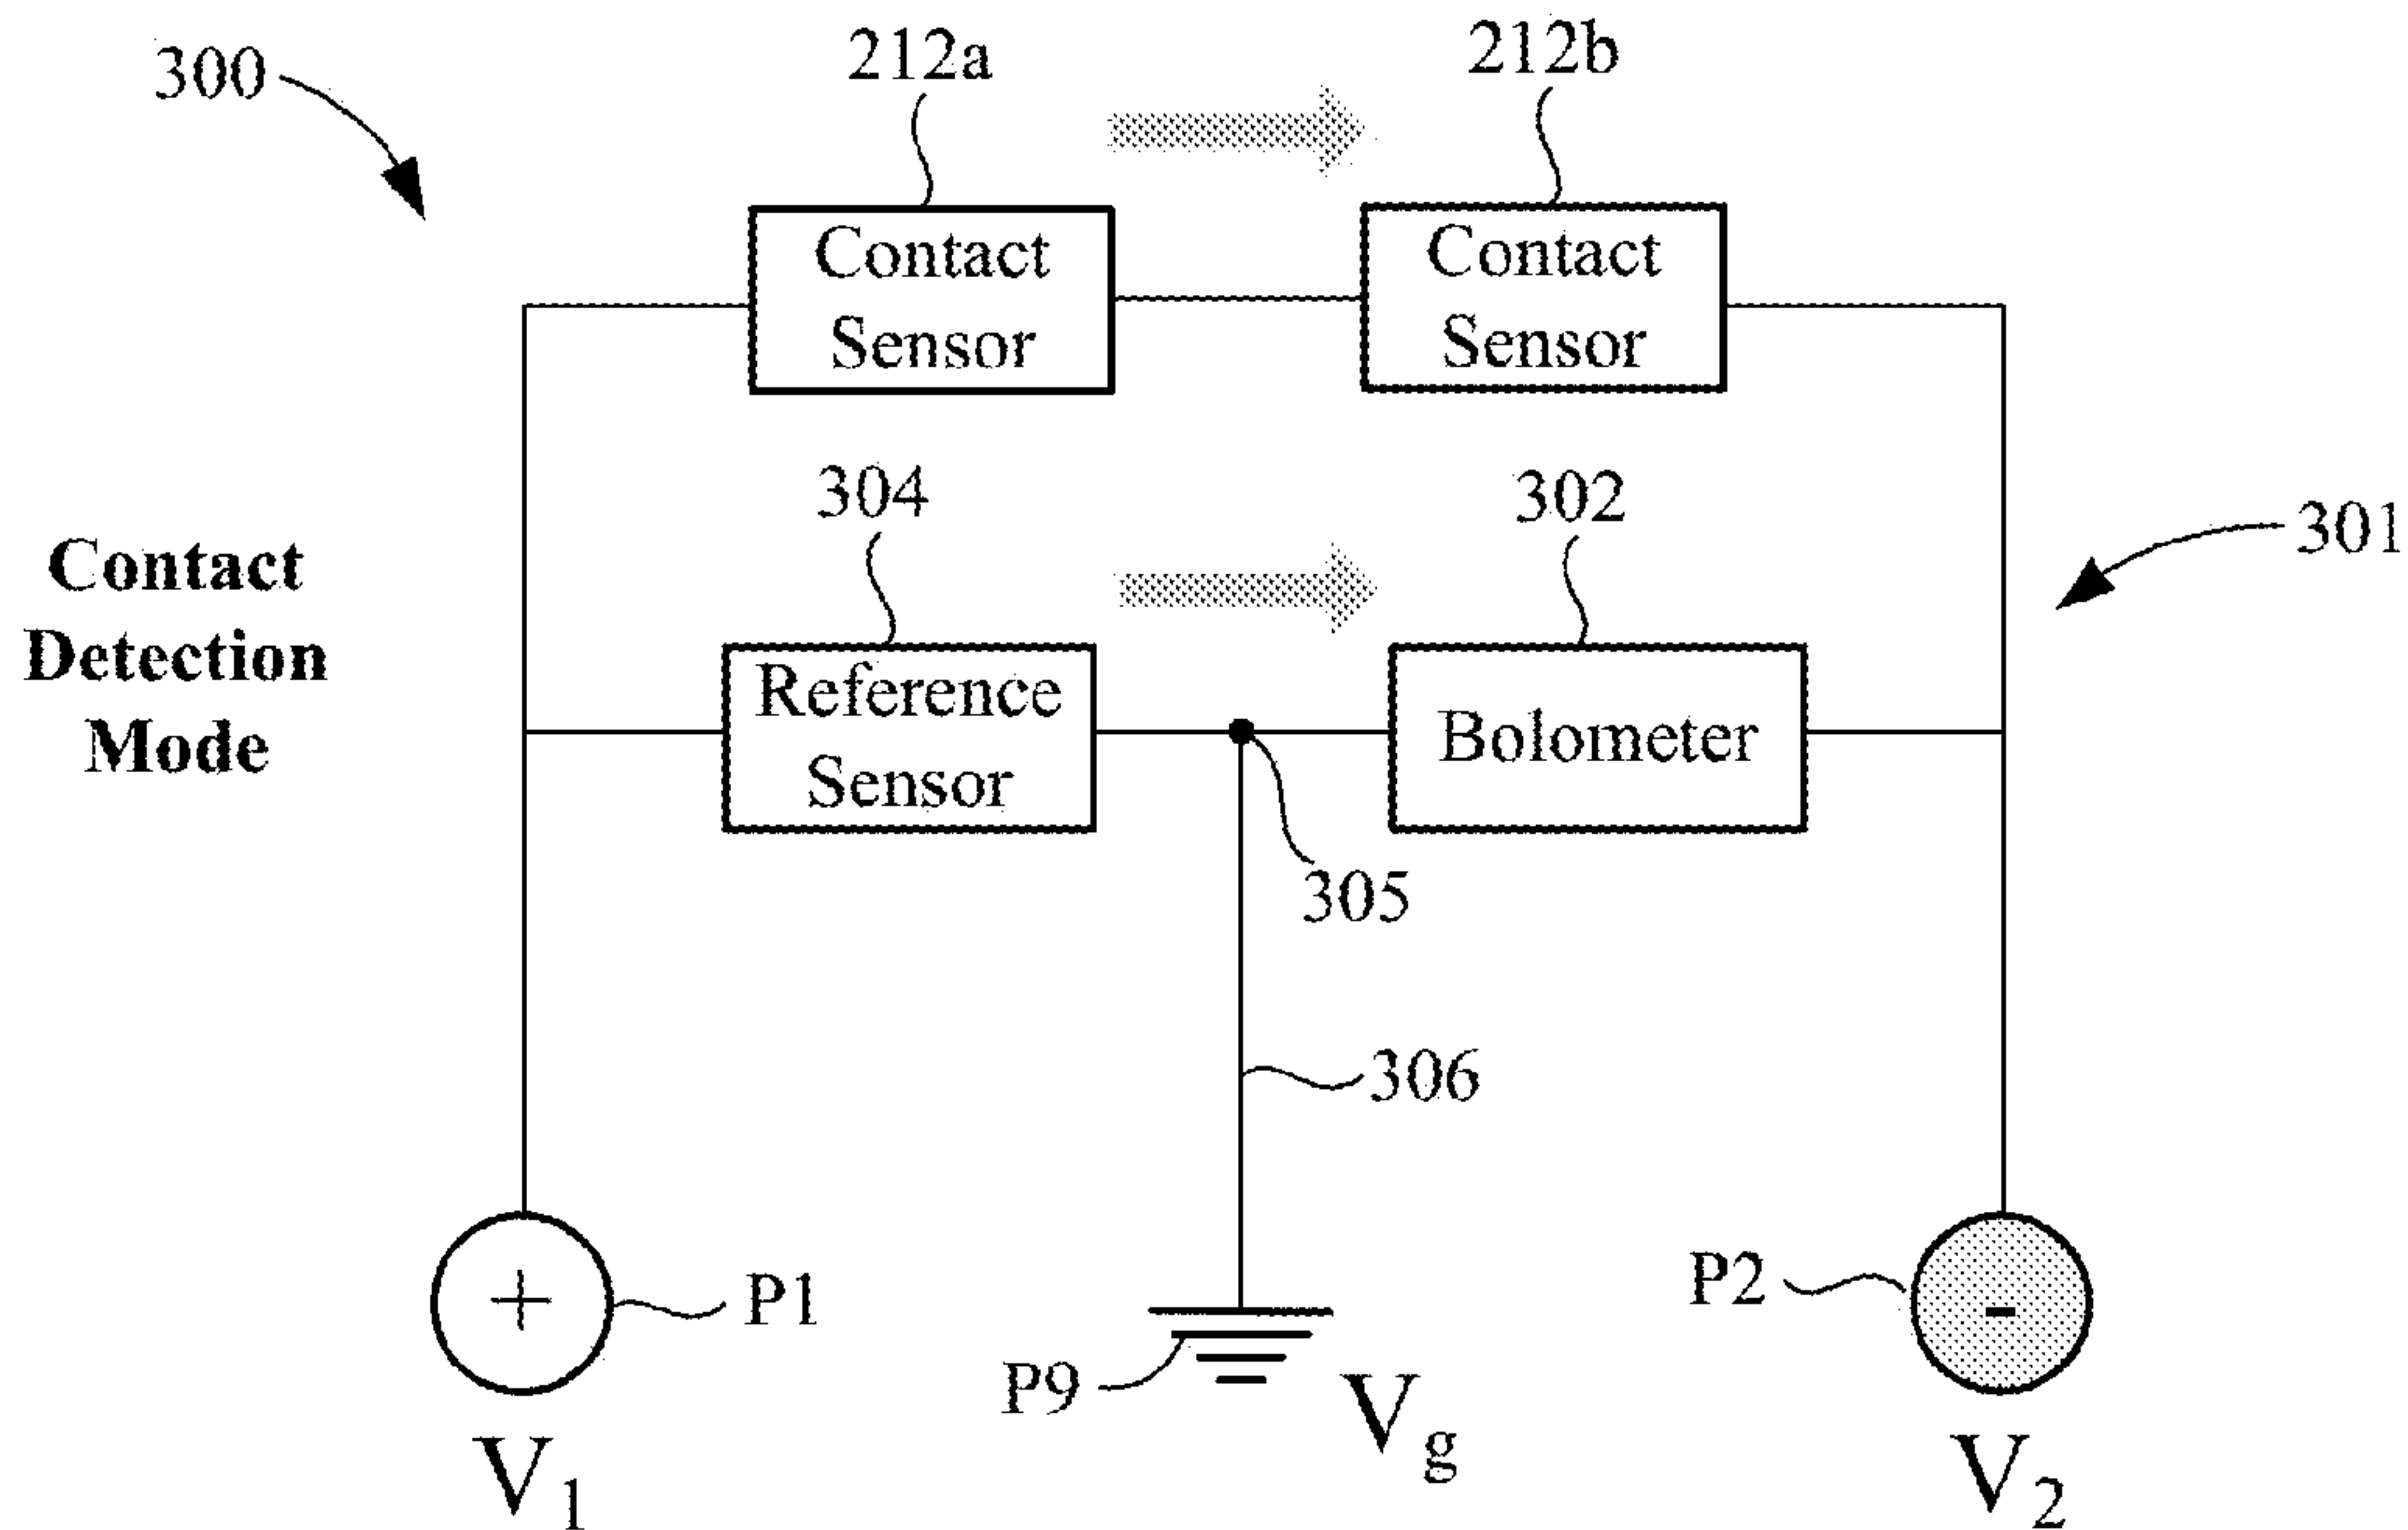 300
212a
212b
Contact
Sensor
Contact
Sensor
304
302
301
Contact
Detection
Mode
Reference
Sensor
Bolometer
305
306
+
P1
P9
Vg
P2
-
V1
V2